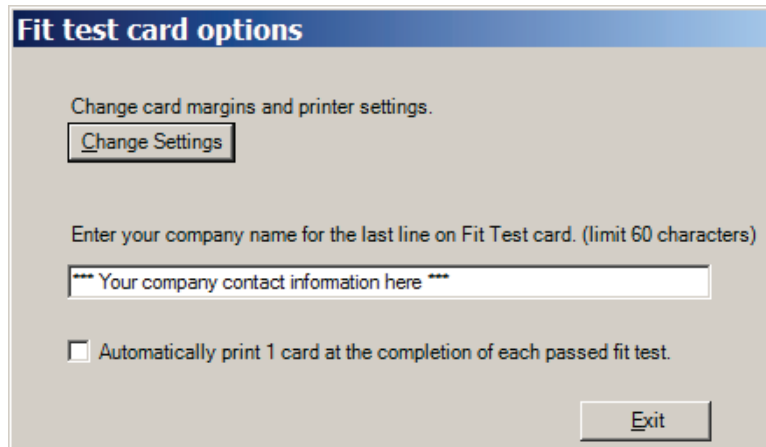 Fit test card options
Change card margins and printer settings.
Change Settings
Enter your company name for the last line on Fit Test card. (limit 60 characters)
*** Your company contact information here ***
Automatically print 1 card at the completion of each passed fit test.
Exit